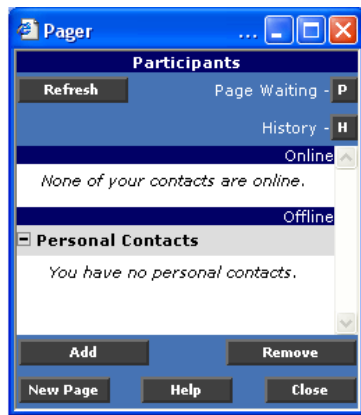 Pager ...
Participants
Refresh Page Waiting - P
History - H
Online
None of your contacts are online.
Offline
Personal Contacts
You have no personal contacts.
Add Remove
New Page Help Close